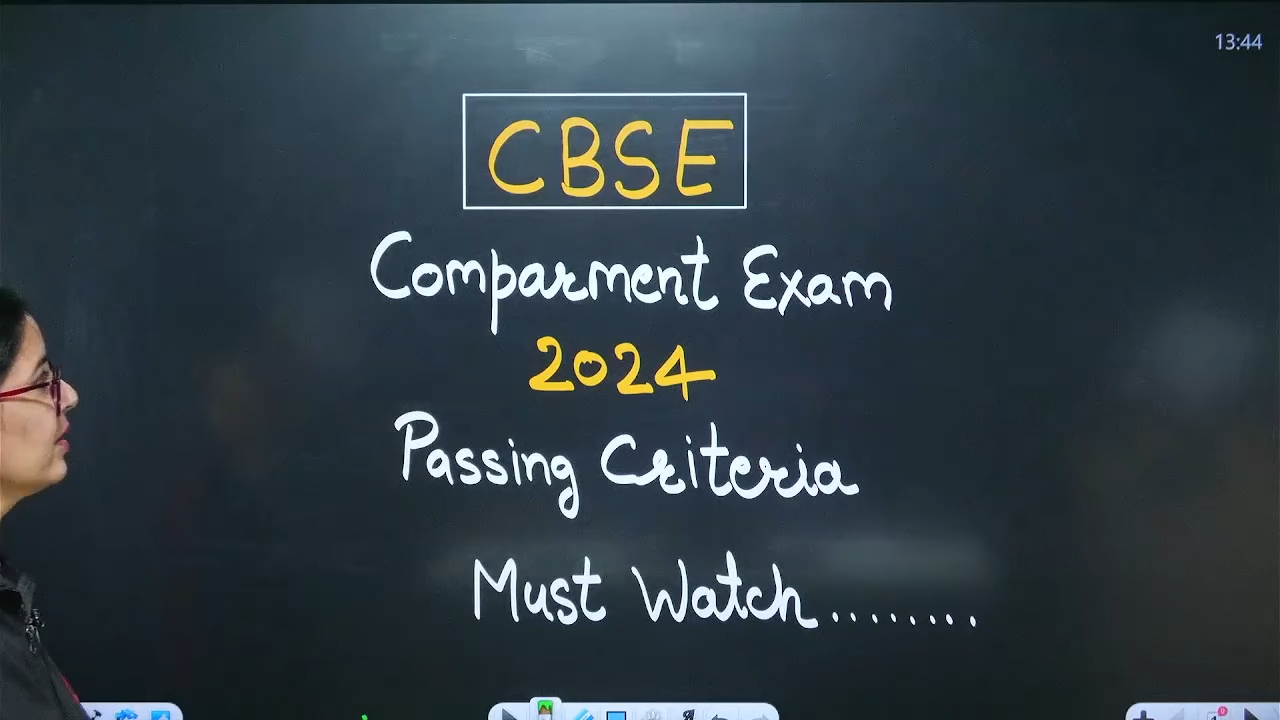 13:44
CBSE
Comparment Exam
2024
Passing Criteria
Must Watch........